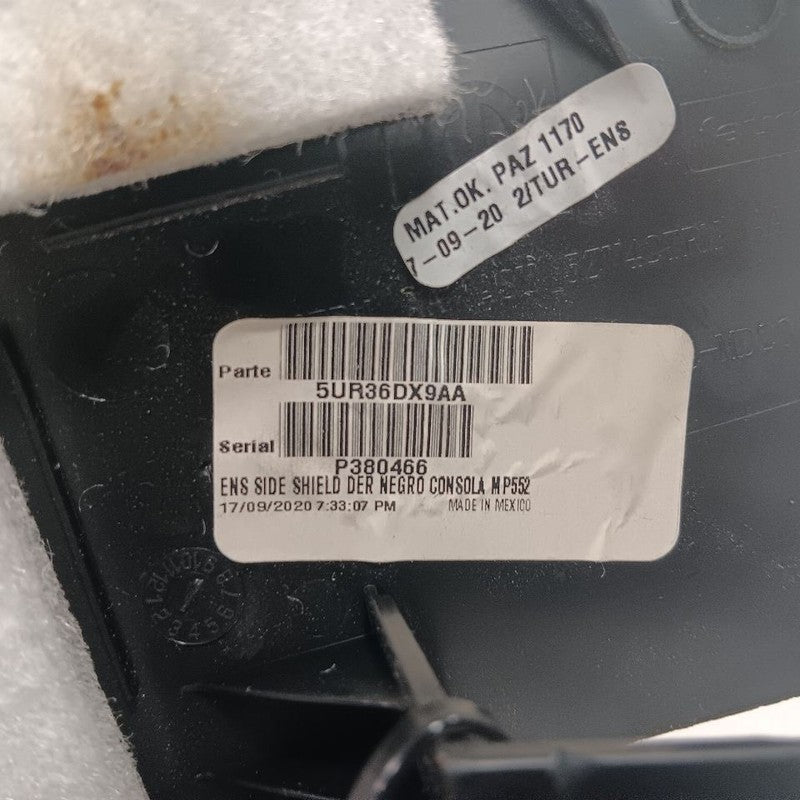 MAT.OK. PAZ 1170
7-09-20 2/TUR-ENS
Parte
5UR36DX9AA
Serial
P380466
ENS SIDE SHIELD DER NEGRO CONSOLA MP552
17/09/2020 7:33:07 PM MADE IN MEXICO